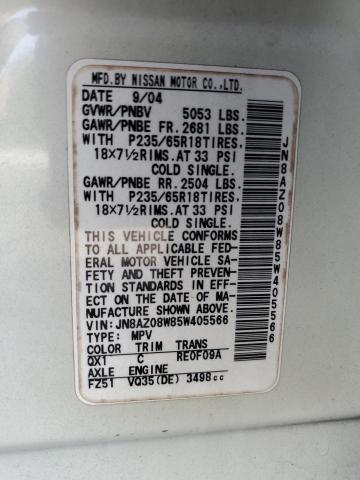 MFD.BY NISSAN MOTOR CO.,LTD.
DATE 9/04
GVWR/PNBV 5053 LBS.
GAWR/PNBE FR.2681 LBS.
WITH P235/65R18TIRES.
18X7½RIMS.AT 33 PSI
COLD SINGLE.
GAWR/PNBE RR.2504 LBS.
WITH P235/65R18TIRES,
18X7½RIMS.AT 33 PSI
COLD SINGLE.
THIS VEHICLE CONFORMS
TO ALL APPLICABLE FED-
ERAL MOTOR VEHICLE SA-
FETY AND THEFT PREVEN-
TION STANDARDS IN EFF-
ECT ON THE DATE OF MA-
NUFACTURE SHOWN ABOVE.
VIN:JN8AZ08W85W405566
TYPE: MPV
COLOR TRIM TRANS
QX1 C RE0F09A
AXLE ENGINE
FZ51 VQ35(DE) 3498cc
JN8AZ08W85W405566